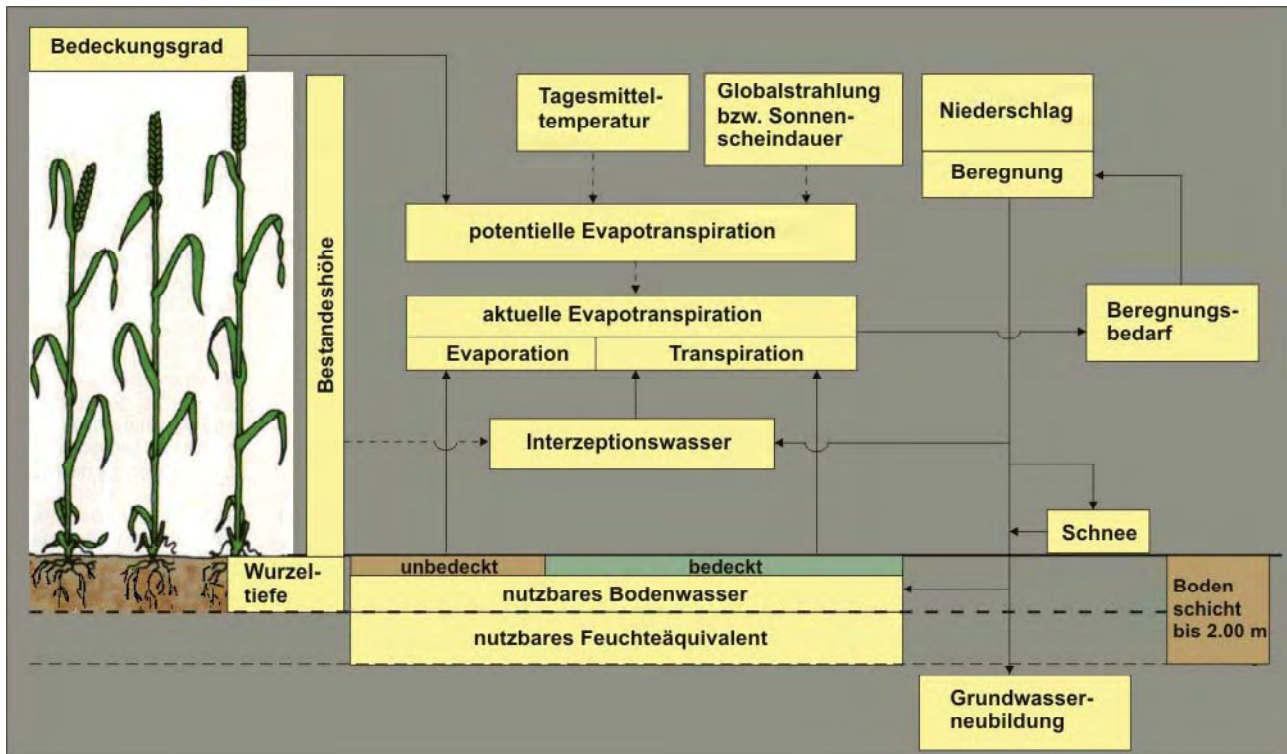 Bedeckungsgrad
Tagesmittel-
temperatur
Globalstrahlung
bzw. Sonnen-
scheindauer
Niederschlag
Beregnung
potentielle Evapotranspiration
Bestandeshöhe
aktuelle Evapotranspiration
Evaporation
Transpiration
Beregnungs-
bedarf
Interzeptionswasser
Schnee
Wurzel-
tiefe
unbedeckt
bedeckt
nutzbares Bodenwasser
nutzbares Feuchteäquivalent
Boden
schicht
bis 2.00 m
Grundwasser-
neubildung